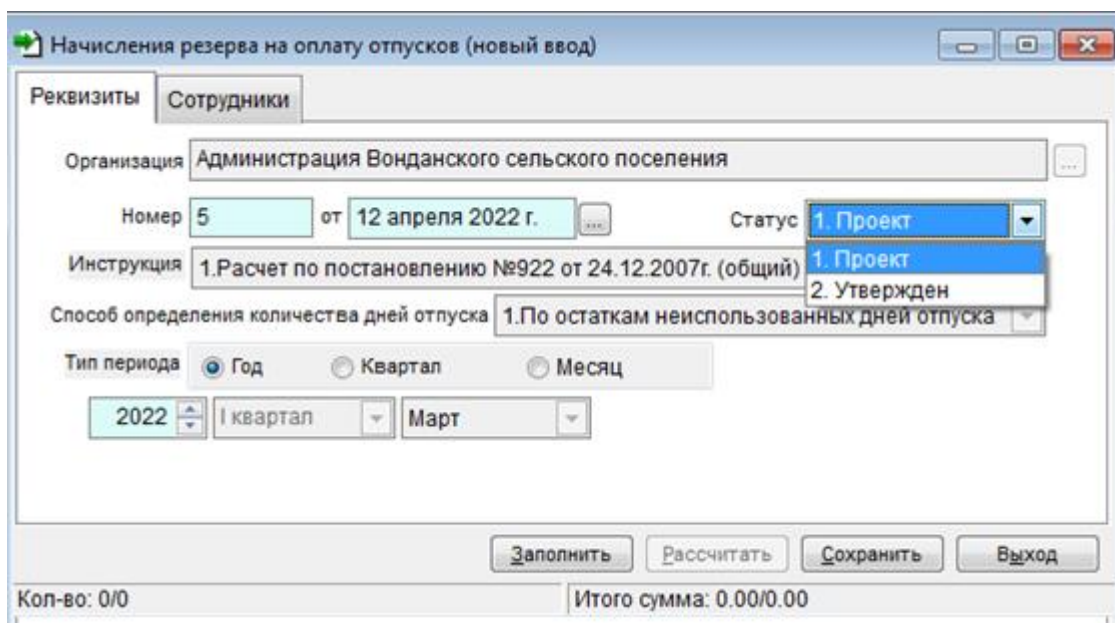 Начисления резерва на оплату отпусков (новый ввод)
Реквизиты Сотрудники
Организация Администрация Вонданского сельского поселения ...
Номер 5 от 12 апреля 2022 г. ... Статус 1. Проект
1. Проект
2. Утвержден
Инструкция 1.Расчет по постановлению №922 от 24.12.2007г. (общий)
Способ определения количества дней отпуска 1.По остаткам неиспользованных дней отпуска
Тип периода Год Квартал Месяц
2022 I квартал Март
Заполнить Рассчитать Сохранить Выход
Кол-во: 0/0 Итого сумма: 0.00/0.00